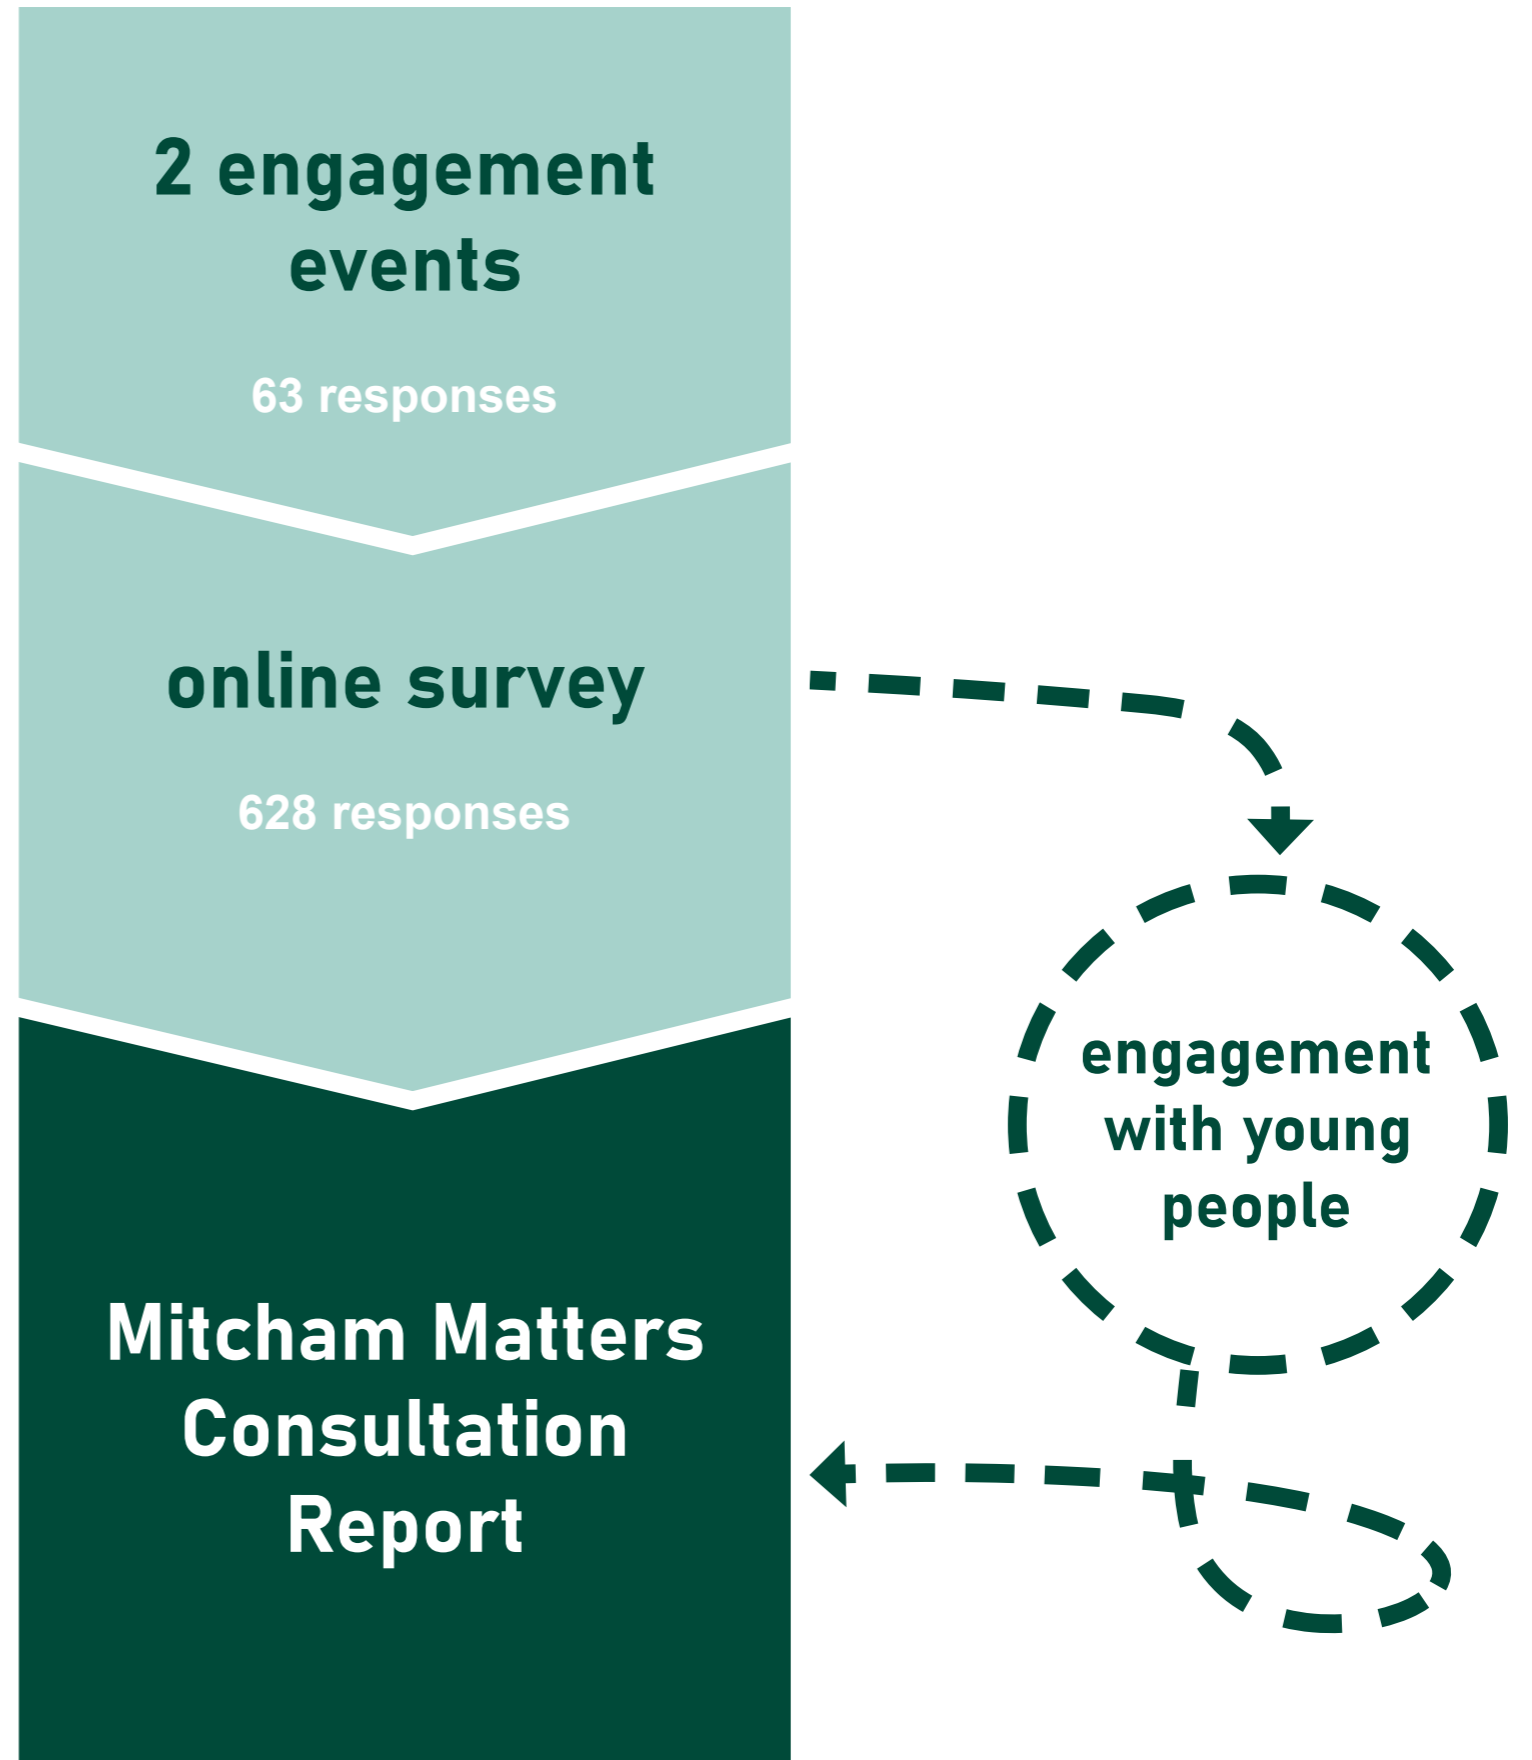 2 engagement
events
63 responses
online survey
628 responses
engagement
with young
people
Mitcham Matters
Consultation
Report